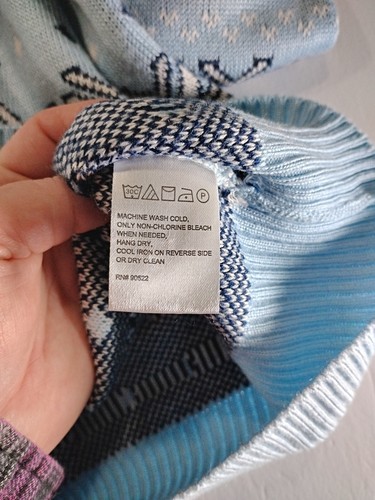 30C P
MACHINE WASH COLD,
ONLY NON-CHLORINE BLEACH
WHEN NEEDED,
HANG DRY,
COOL IRON ON REVERSE SIDE
OR DRY CLEAN
RN# 90522